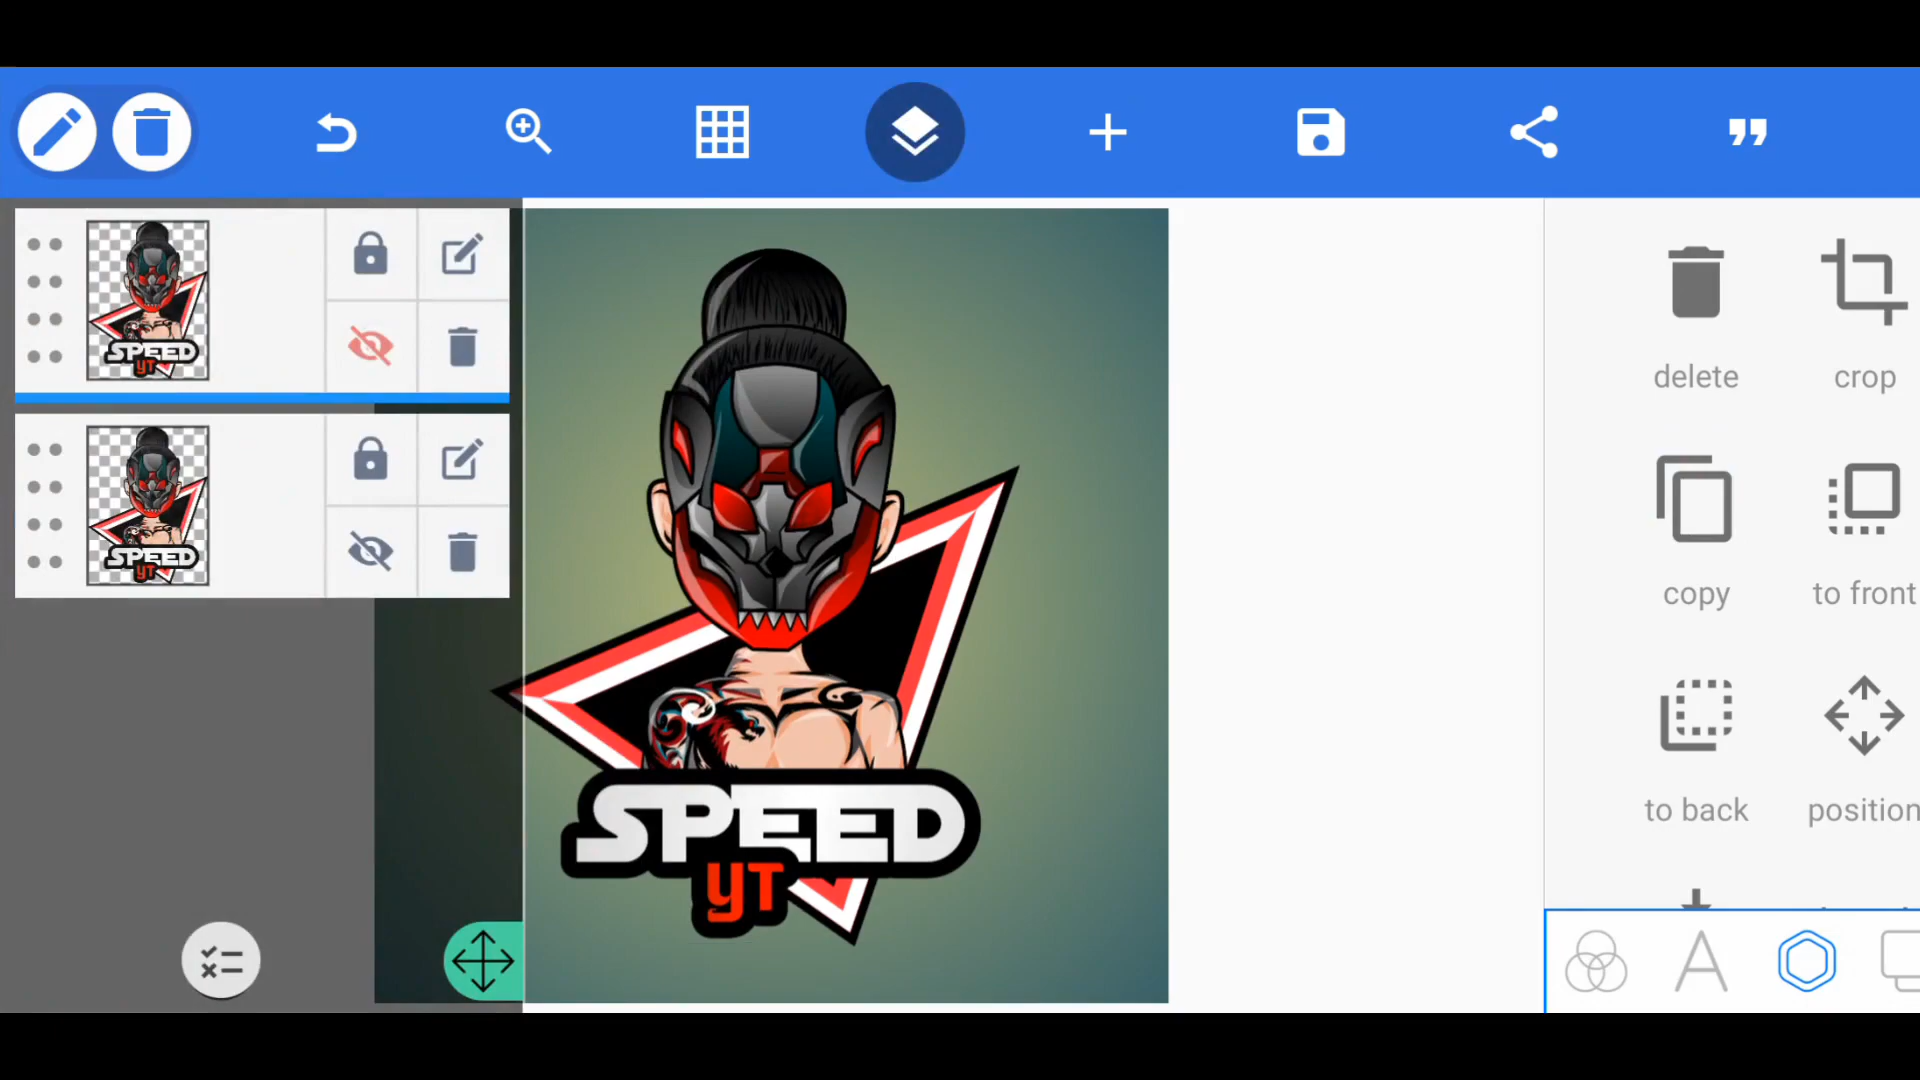 SPEED
YT
SPEED
YT
SPEED
YT
delete
crop
copy
to front
to back
position